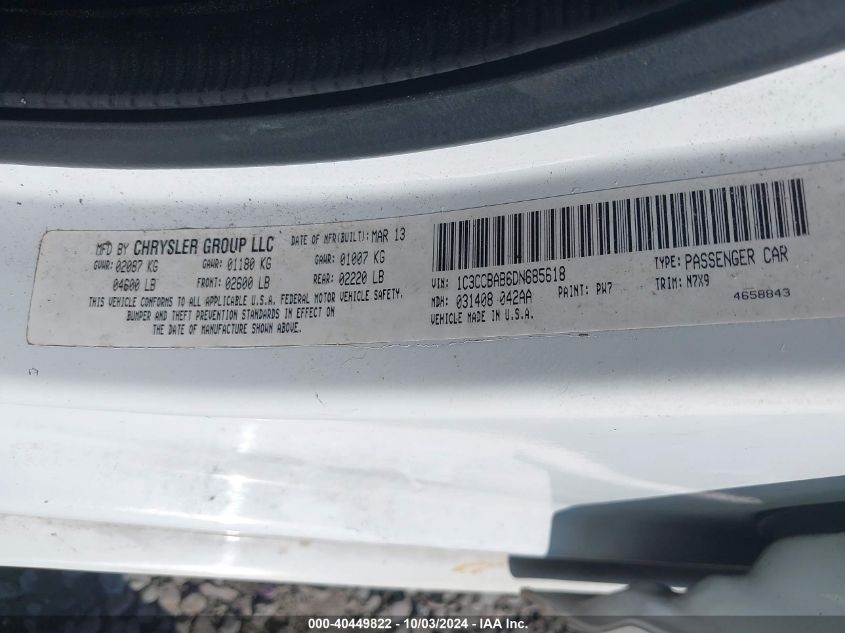 MFD BY CHRYSLER GROUP LLC DATE OF MFR(BUILT): MAR 13
GVWR: 02087 KG GAWR: 01180 KG GAWR: 01007 KG
04600 LB FRONT: 02600 LB REAR: 02220 LB
THIS VEHICLE CONFORMS TO ALL APPLICABLE U.S.A. FEDERAL MOTOR VEHICLE SAFETY,
BUMPER AND THEFT PREVENTION STANDARDS IN EFFECT ON
THE DATE OF MANUFACTURE SHOWN ABOVE.
VIN: 1C3CCBAB6DN685618 TYPE: PASSENGER CAR
MDH: 031408 042AA PAINT: PW7 TRIM: N7X9
VEHICLE MADE IN U.S.A. 4658843
000-40449822 - 10/03/2024 - IAA Inc.